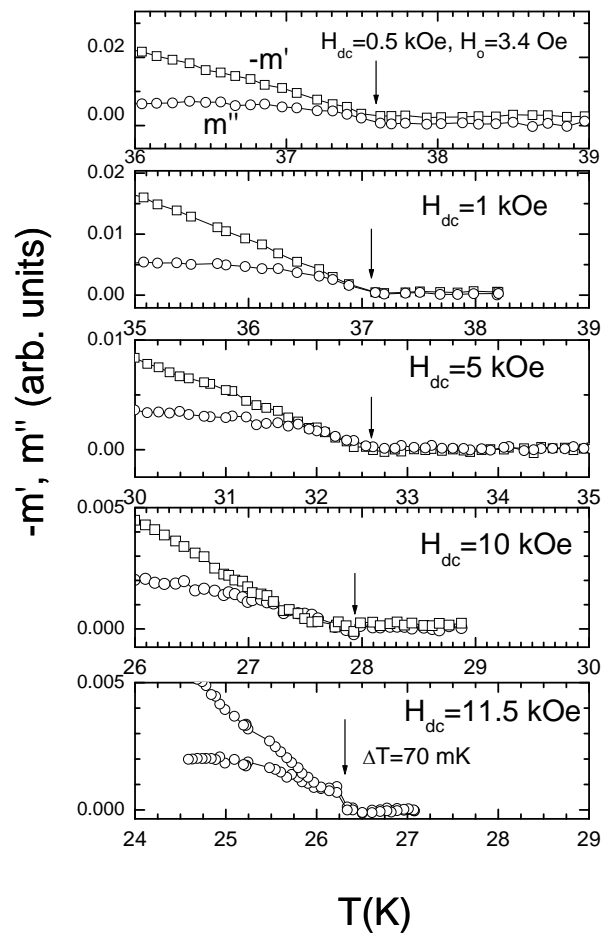 H_dc=0.5 kOe, H_o=3.4 Oe
-m'
m''
0.02
0.00
36 37 38 39
H_dc=1 kOe
0.02
0.01
0.00
35 36 37 38 39
H_dc=5 kOe
0.01
0.00
30 31 32 33 34 35
H_dc=10 kOe
0.005
0.000
26 27 28 29 30
H_dc=11.5 kOe
ΔT=70 mK
0.005
0.000
24 25 26 27 28 29
-m', m'' (arb. units)
T(K)